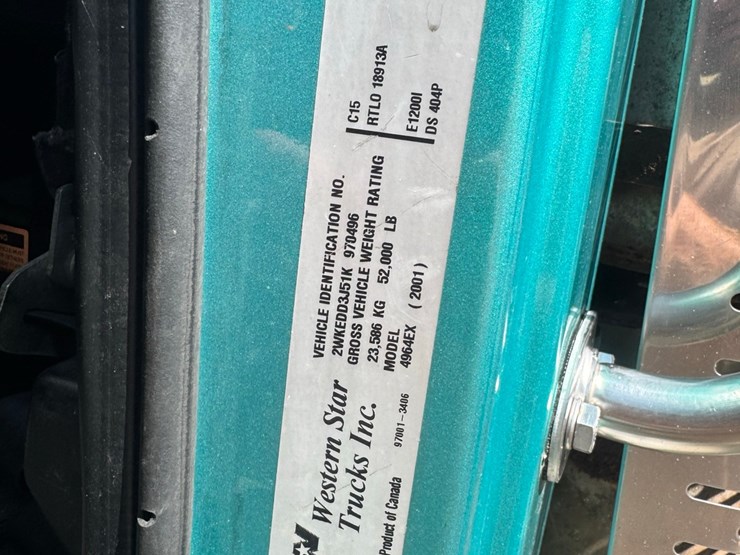 Western Star
Trucks Inc.
Product of Canada
97001-3406
VEHICLE IDENTIFICATION NO.
2WKEDD3J51K 970496
GROSS VEHICLE WEIGHT RATING
23,586 KG 52,000 LB
MODEL
4964EX (2001)
C15
RTLO 18913A
E1200I
DS 404P